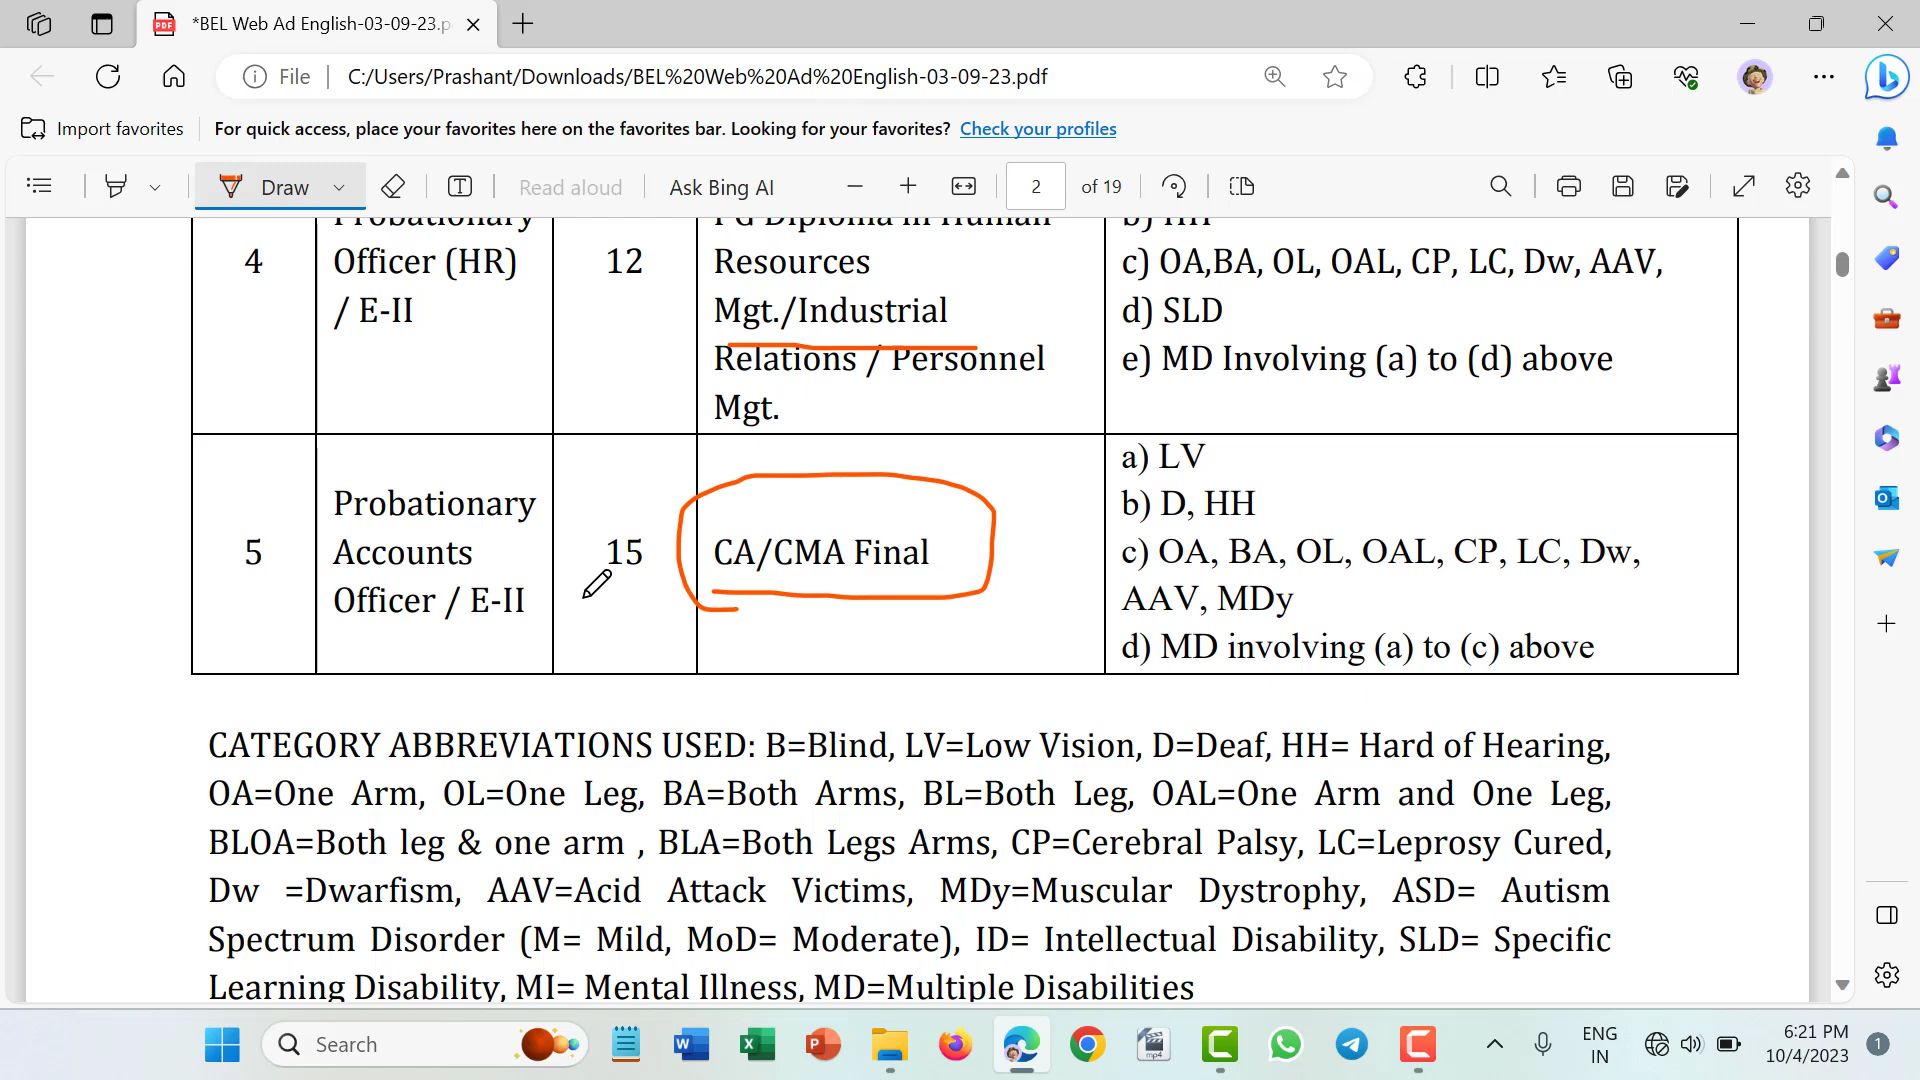 *BEL Web Ad English-03-09-23.p
File
C:/Users/Prashant/Downloads/BEL%20Web%20Ad%20English-03-09-23.pdf
Import favorites
For quick access, place your favorites here on the favorites bar. Looking for your favorites? Check your profiles
Draw
Read aloud
Ask Bing AI
2 of 19
4
Probationary
Officer (HR)
/ E-II
12
PG Diploma in Human
Resources
Mgt./Industrial
Relations / Personnel
Mgt.
b) HH
c) OA,BA, OL, OAL, CP, LC, Dw, AAV,
d) SLD
e) MD Involving (a) to (d) above
5
Probationary
Accounts
Officer / E-II
15
CA/CMA Final
a) LV
b) D, HH
c) OA, BA, OL, OAL, CP, LC, Dw,
AAV, MDy
d) MD involving (a) to (c) above
CATEGORY ABBREVIATIONS USED: B=Blind, LV=Low Vision, D=Deaf, HH= Hard of Hearing,
OA=One Arm, OL=One Leg, BA=Both Arms, BL=Both Leg, OAL=One Arm and One Leg,
BLOA=Both leg & one arm , BLA=Both Legs Arms, CP=Cerebral Palsy, LC=Leprosy Cured,
Dw =Dwarfism, AAV=Acid Attack Victims, MDy=Muscular Dystrophy, ASD= Autism
Spectrum Disorder (M= Mild, MoD= Moderate), ID= Intellectual Disability, SLD= Specific
Learning Disability, MI= Mental Illness, MD=Multiple Disabilities
Search
ENG
IN
6:21 PM
10/4/2023
1